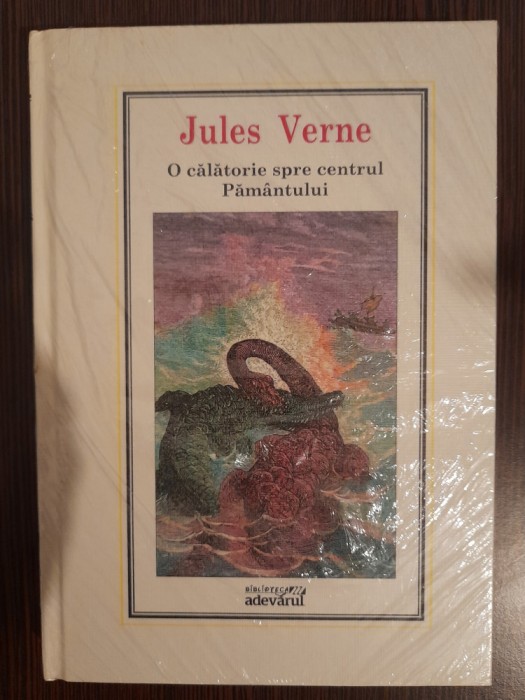 Jules Verne
O călătorie spre centrul
Pământului
BIBLIOTECA
adevărul